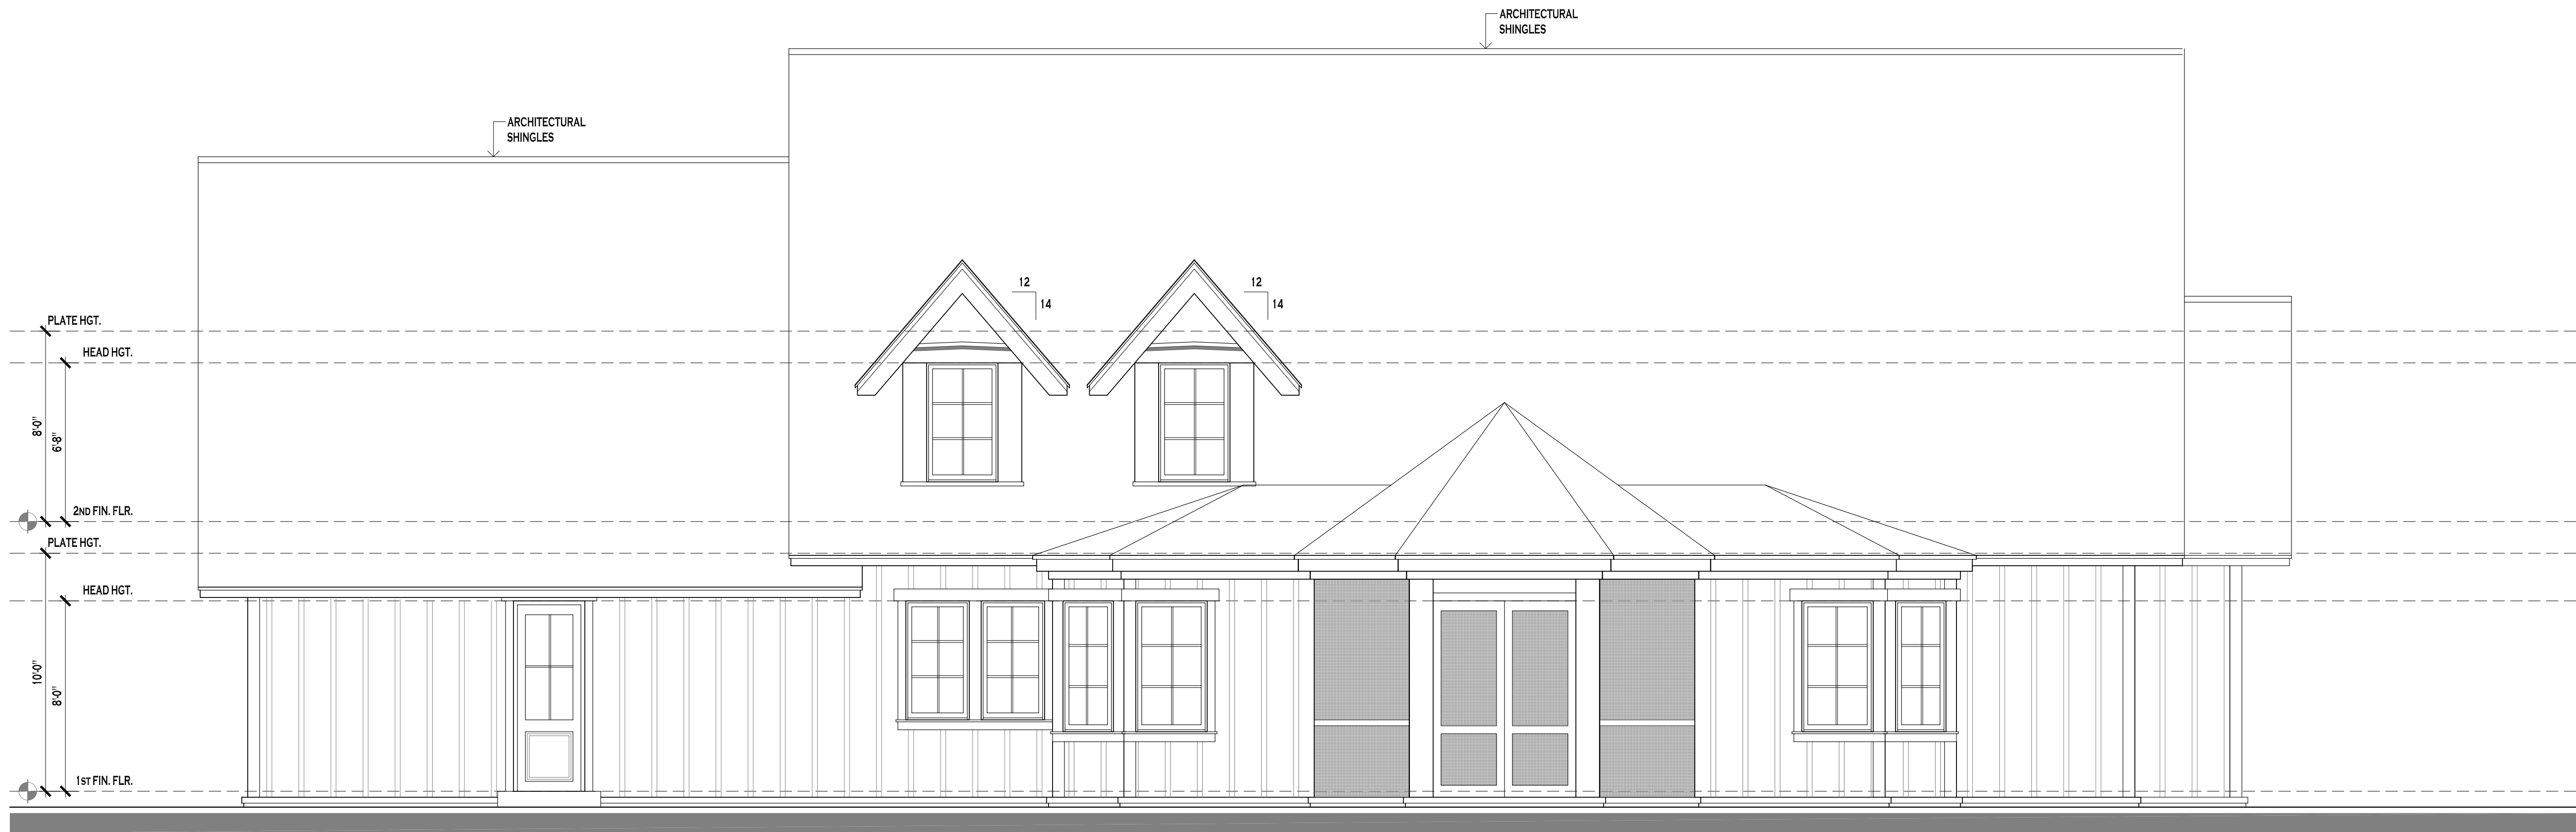 ARCHITECTURAL
SHINGLES
ARCHITECTURAL
SHINGLES
12
14
12
14
PLATE HGT.
HEAD HGT.
8'-0"
6'-8"
2ND FIN. FLR.
PLATE HGT.
HEAD HGT.
10'-0"
8'-0"
1ST FIN. FLR.